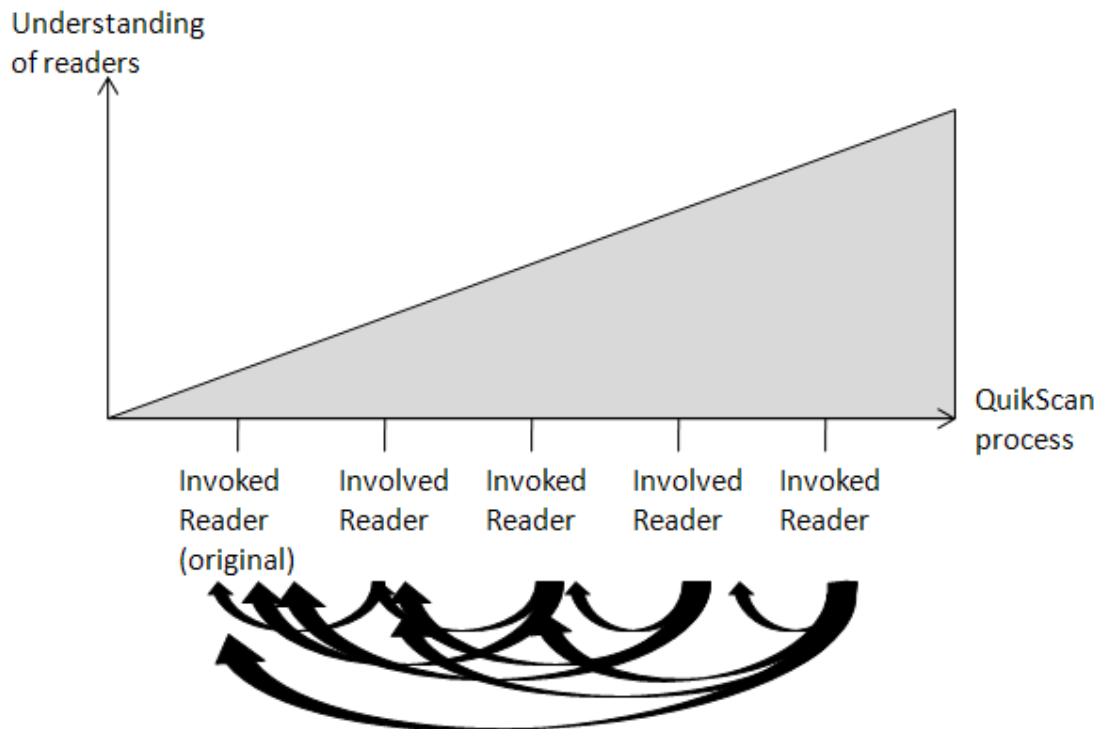 Understanding
of readers
QuikScan
process
Invoked
Reader
(original)
Involved
Reader
Invoked
Reader
Involved
Reader
Invoked
Reader